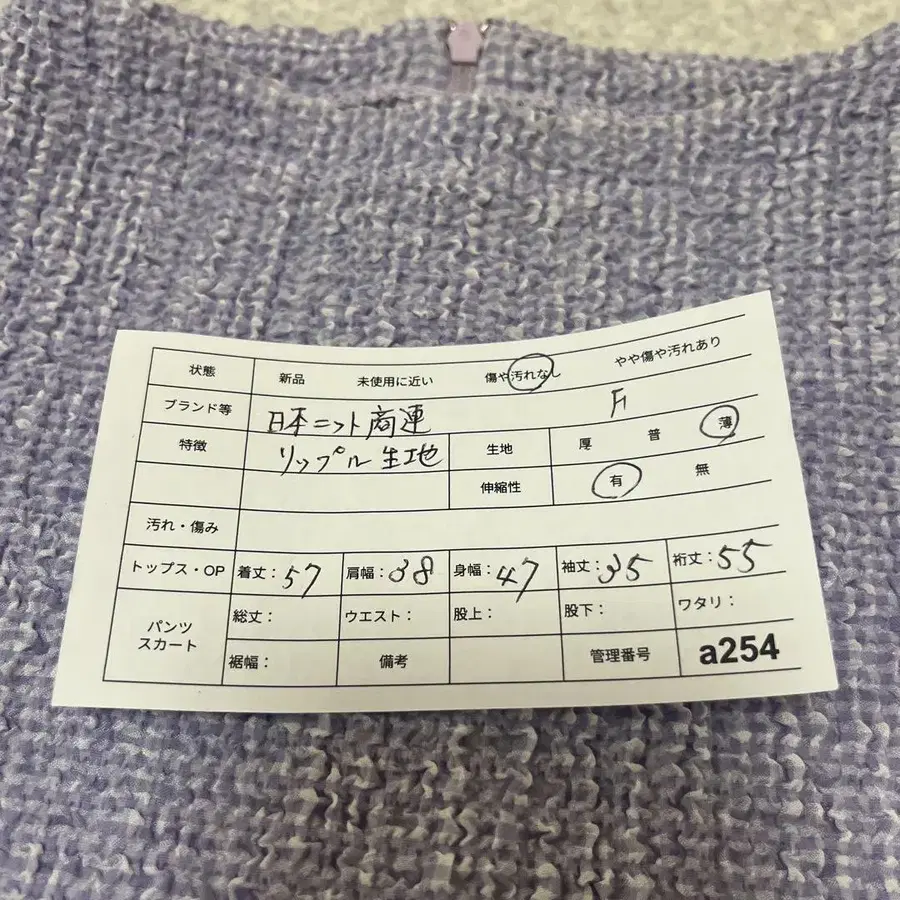 状態 新品 未使用に近い 傷や汚れなし やや傷や汚れあり
ブランド等 日本ニット商連 F
特徴 リップル生地 生地 厚 普 薄
伸縮性 有 無
汚れ・傷み
トップス・OP 着丈:57 肩幅:38 身幅:47 袖丈:35 裄丈:55
パンツ スカート 総丈: ウエスト: 股上: 股下: ワタリ:
裾幅: 備考 管理番号 a254